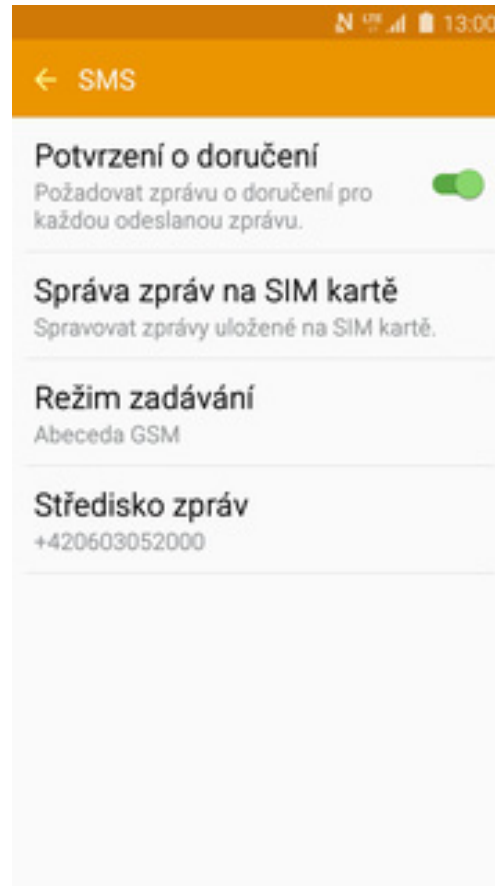 LTE 13:00
SMS
Potvrzení o doručení
Požadovat zprávu o doručení pro
každou odeslanou zprávu.
Správa zpráv na SIM kartě
Spravovat zprávy uložené na SIM kartě.
Režim zadávání
Abeceda GSM
Středisko zpráv
+420603052000